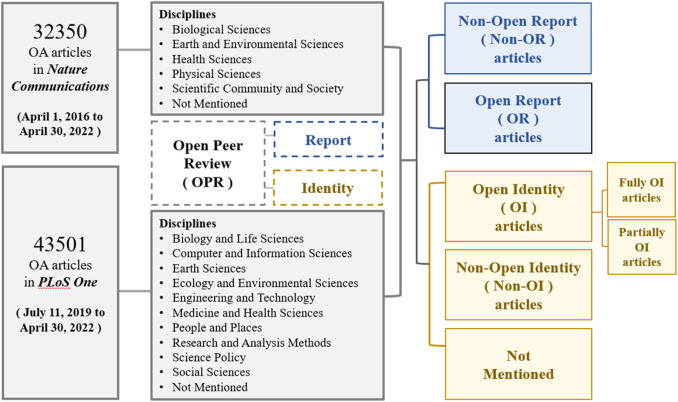 32350
OA articles
in Nature
Communications
(April 1, 2016 to
April 30, 2022 )
Disciplines
• Biological Sciences
• Earth and Environmental Sciences
• Health Sciences
• Physical Sciences
• Scientific Community and Society
• Not Mentioned
Open Peer
Review
( OPR )
Report
Identity
43501
OA articles
in PLoS One
( July 11, 2019 to
April 30, 2022 )
Disciplines
• Biology and Life Sciences
• Computer and Information Sciences
• Earth Sciences
• Ecology and Environmental Sciences
• Engineering and Technology
• Medicine and Health Sciences
• People and Places
• Research and Analysis Methods
• Science Policy
• Social Sciences
• Not Mentioned
Non-Open Report
( Non-OR )
articles
Open Report
( OR )
articles
Open Identity
( OI )
articles
Fully OI
articles
Partially
OI
articles
Non-Open Identity
( Non-OI )
articles
Not
Mentioned